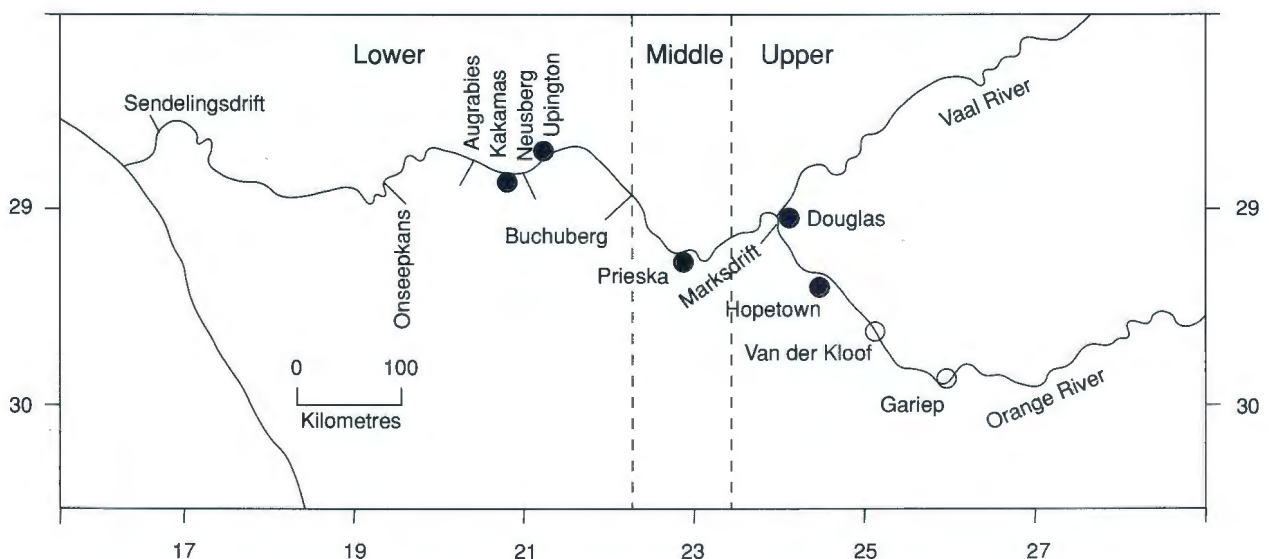 Lower
Middle
Upper
Sendelingsdrift
Augrabies
Kakamas
Neusberg
Upington
Vaal River
29
29
Onseepkans
Buchuberg
Prieska
Marksdrift
Douglas
Hopetown
Van der Kloof
Gariep
Orange River
0 100
Kilometres
30
30
17 19 21 23 25 27